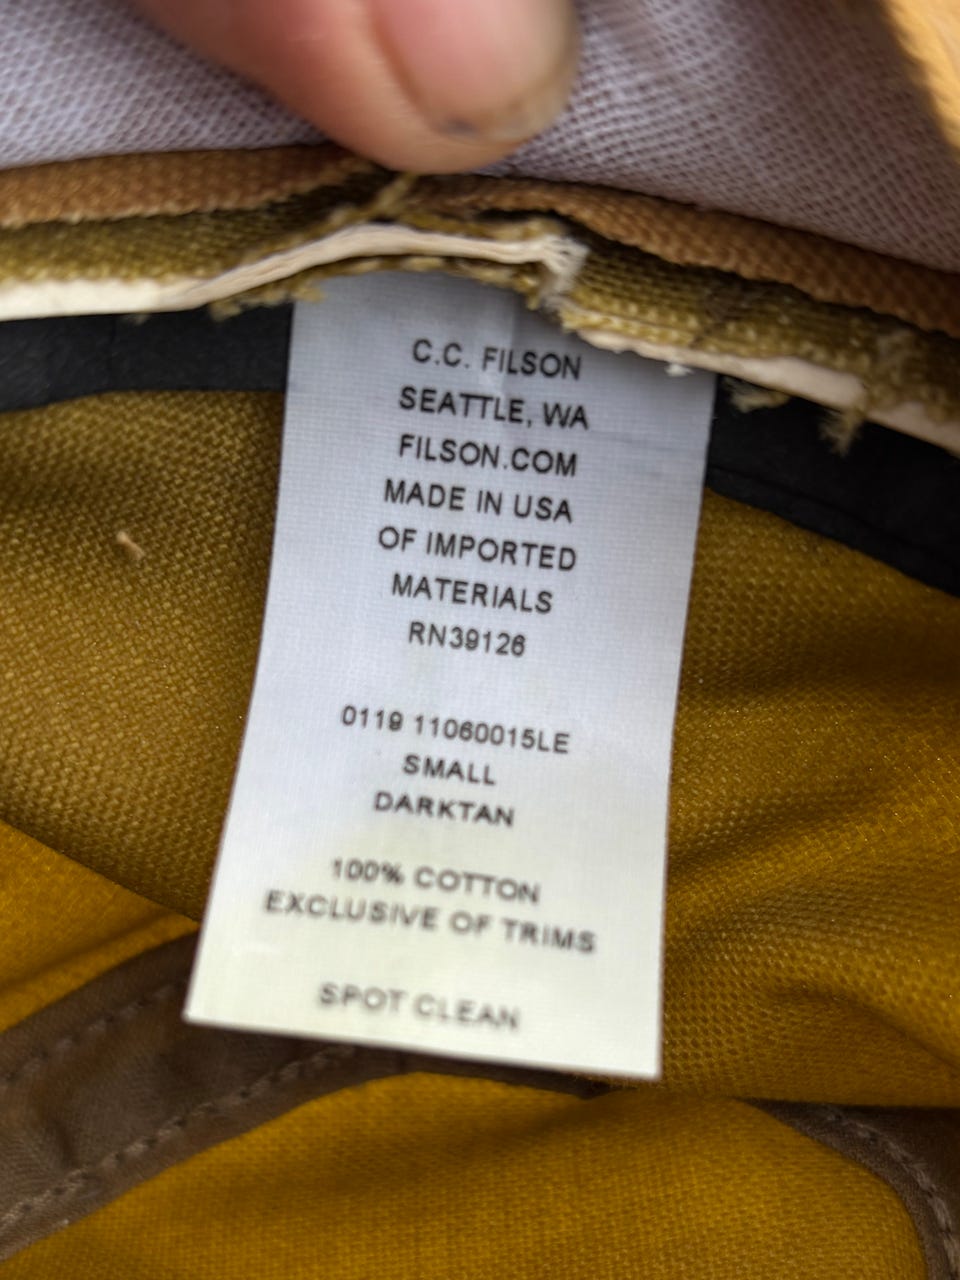 C.C. FILSON
SEATTLE, WA
FILSON.COM
MADE IN USA
OF IMPORTED
MATERIALS
RN39126
0119 11060015LE
SMALL
DARKTAN
100% COTTON
EXCLUSIVE OF TRIMS
SPOT CLEAN